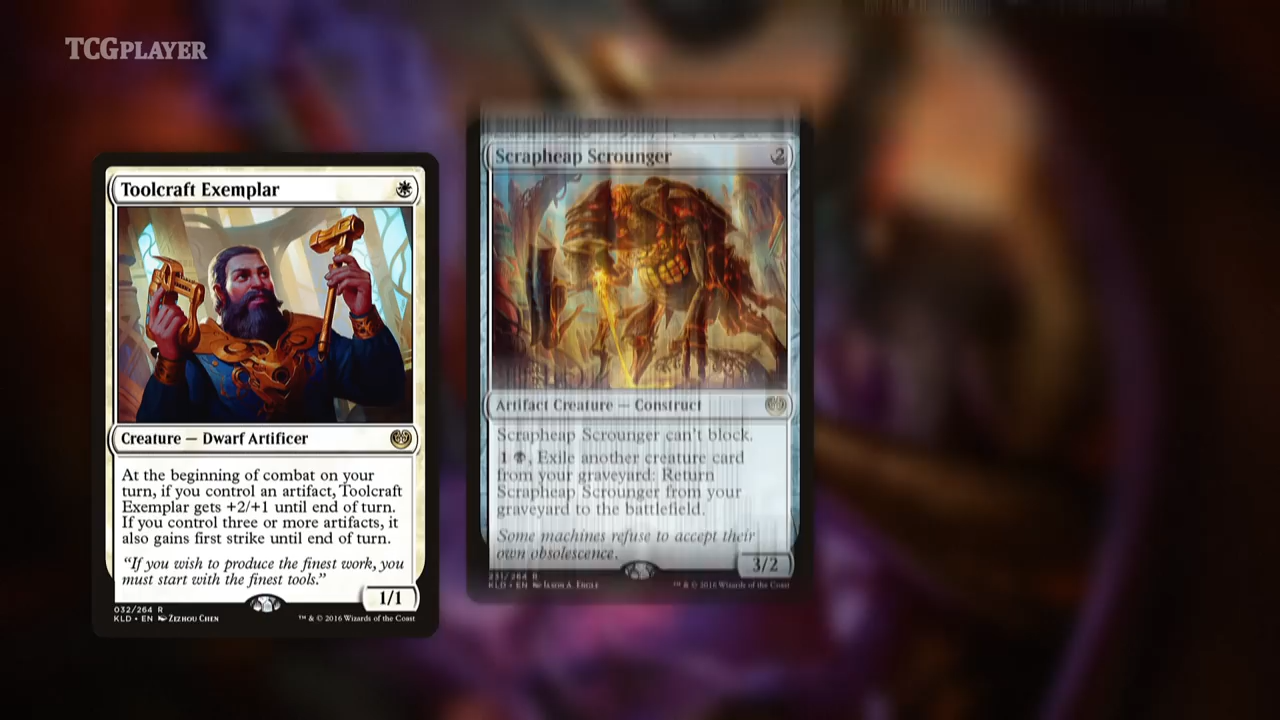 TCGPLAYER
Toolcraft Exemplar
Creature — Dwarf Artificer
At the beginning of combat on your
turn, if you control an artifact, Toolcraft
Exemplar gets +2/+1 until end of turn.
If you control three or more artifacts, it
also gains first strike until end of turn.
“If you wish to produce the finest work, you
must start with the finest tools.”
1/1
032/264 R
KLD • EN ZEZHOU CHEN
™ & © 2016 Wizards of the Coast
Scrapheap Scrounger
2
Artifact Creature — Construct
Scrapheap Scrounger can't block.
1 , Exile another creature card
from your graveyard: Return
Scrapheap Scrounger from your
graveyard to the battlefield.
Some machines refuse to accept their
own obsolescence.
3/2
231/264 R
KLD • EN JASON A. ENGLE
™ & © 2016 Wizards of the Coast